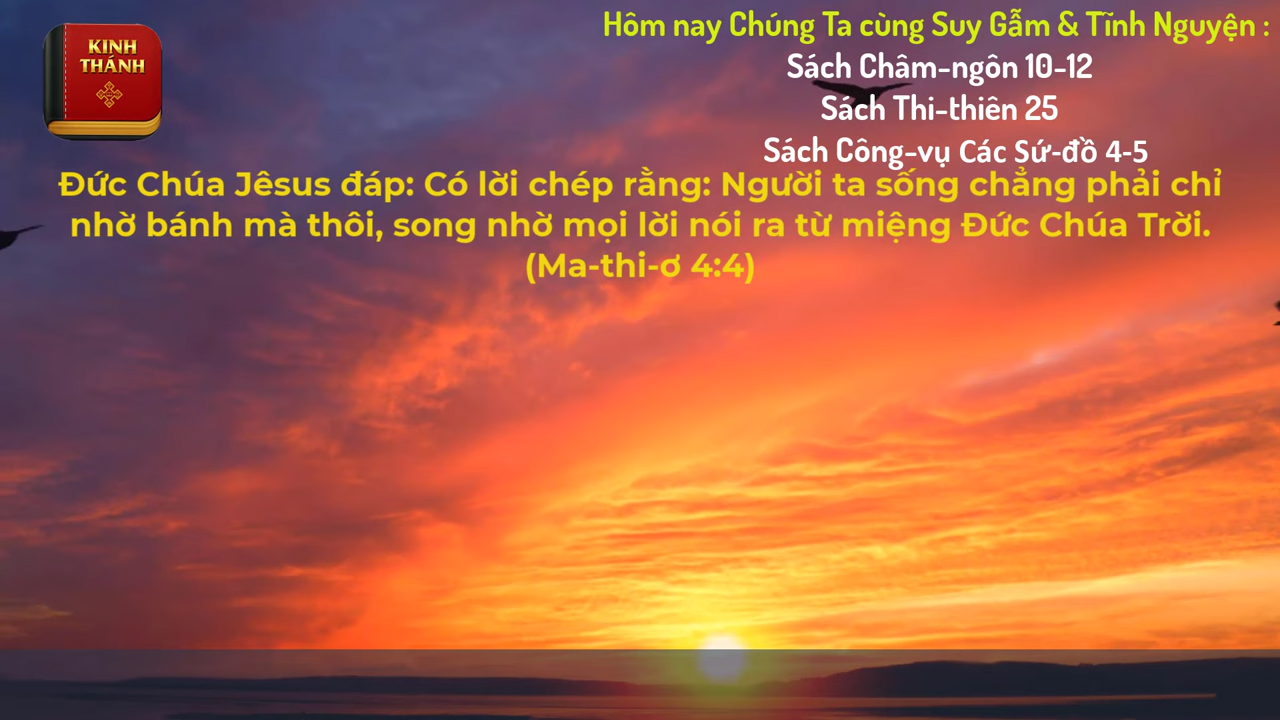 KINH
THÁNH
Hôm nay Chúng Ta cùng Suy Gẫm & Tĩnh Nguyện :
Sách Châm-ngôn 10-12
Sách Thi-thiên 25
Sách Công-vụ Các Sứ-đồ 4-5
Đức Chúa Jêsus đáp: Có lời chép rằng: Người ta sống chẳng phải chỉ
nhờ bánh mà thôi, song nhờ mọi lời nói ra từ miệng Đức Chúa Trời.
(Ma-thi-ơ 4:4)